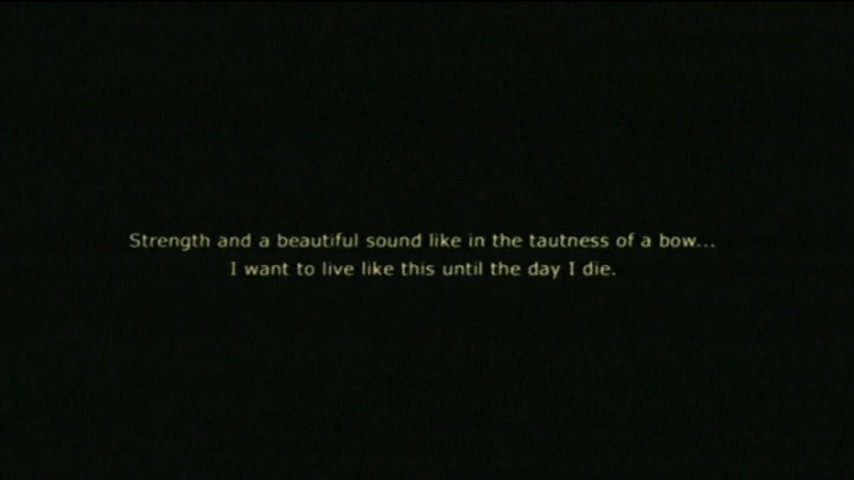 Strength and a beautiful sound like in the tautness of a bow...
I want to live like this until the day I die.